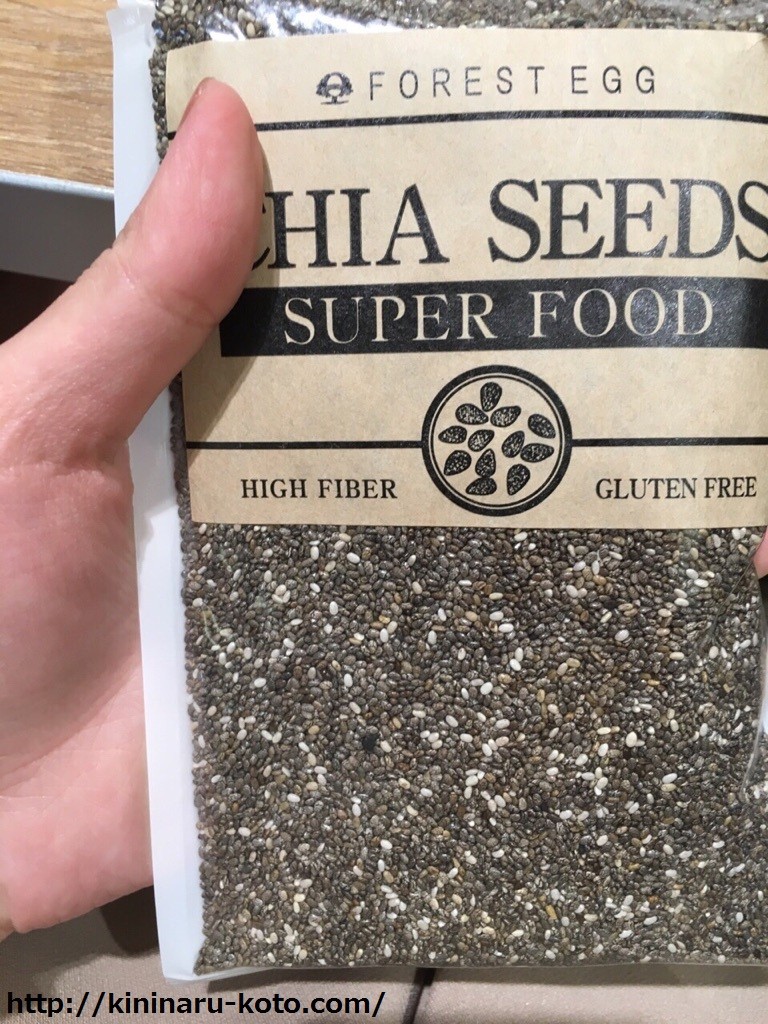 FOREST EGG
CHIA SEEDS
SUPER FOOD
HIGH FIBER
GLUTEN FREE
http://kininaru-koto.com/